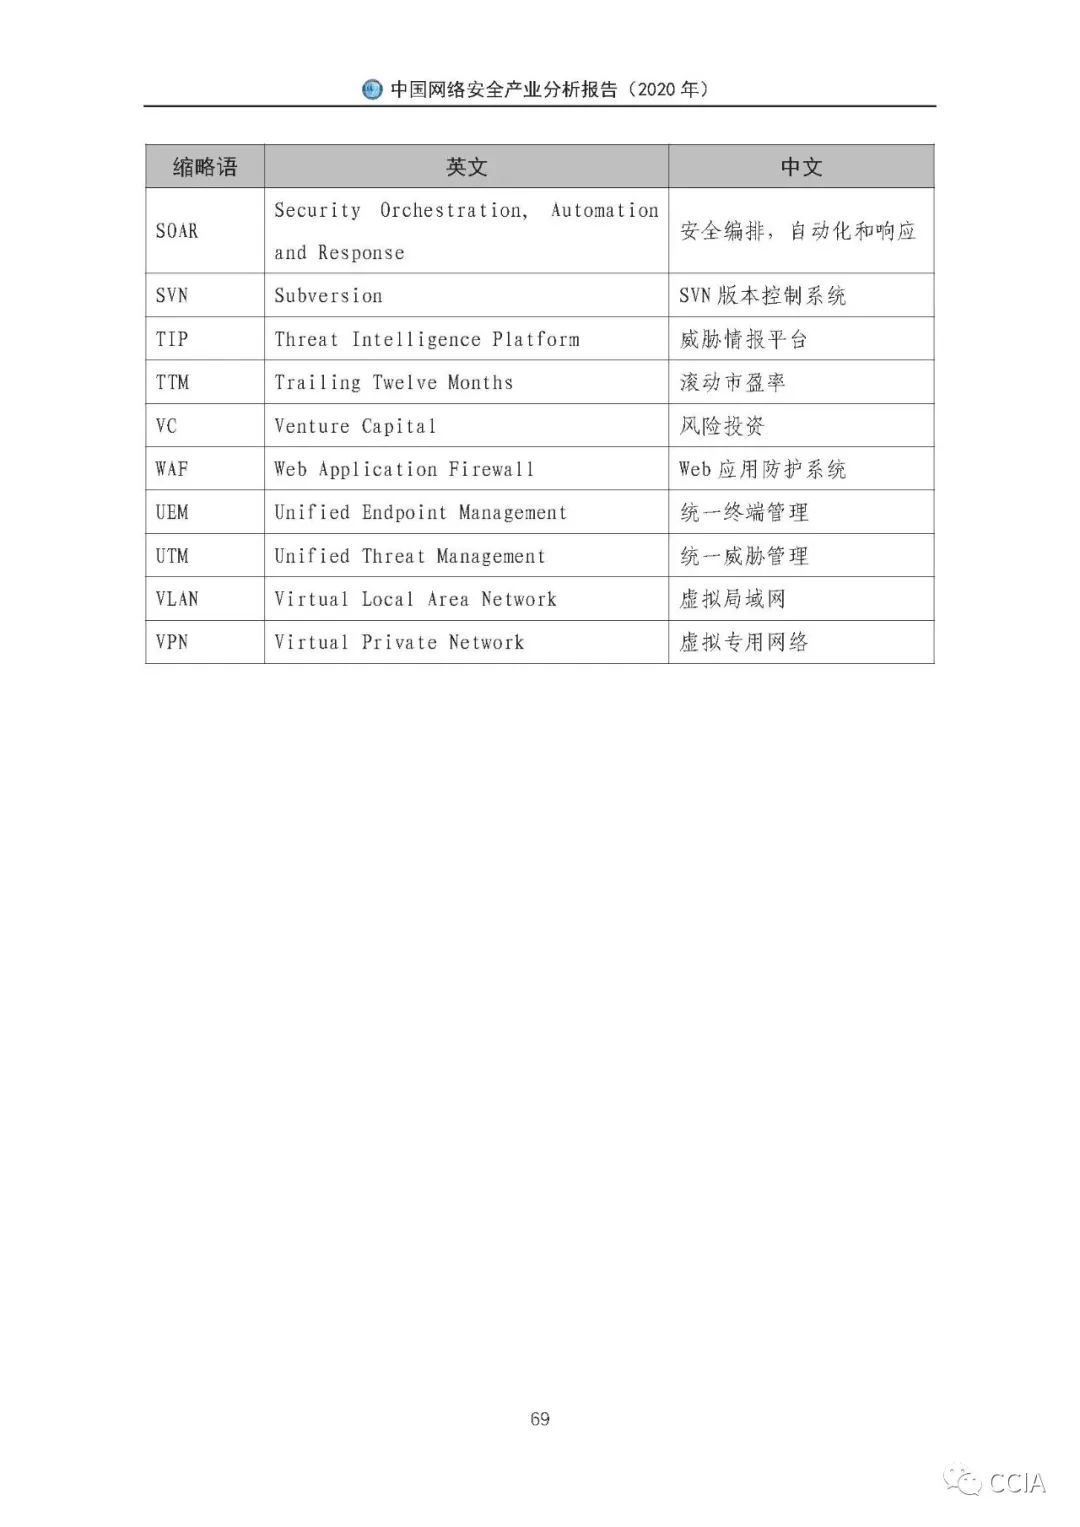 中国网络安全产业分析报告（2020 年）
缩略语 英文 中文
SOAR Security Orchestration, Automation and Response 安全编排，自动化和响应
SVN Subversion SVN 版本控制系统
TIP Threat Intelligence Platform 威胁情报平台
TTM Trailing Twelve Months 滚动市盈率
VC Venture Capital 风险投资
WAF Web Application Firewall Web 应用防护系统
UEM Unified Endpoint Management 统一终端管理
UTM Unified Threat Management 统一威胁管理
VLAN Virtual Local Area Network 虚拟局域网
VPN Virtual Private Network 虚拟专用网络
69
CCIA